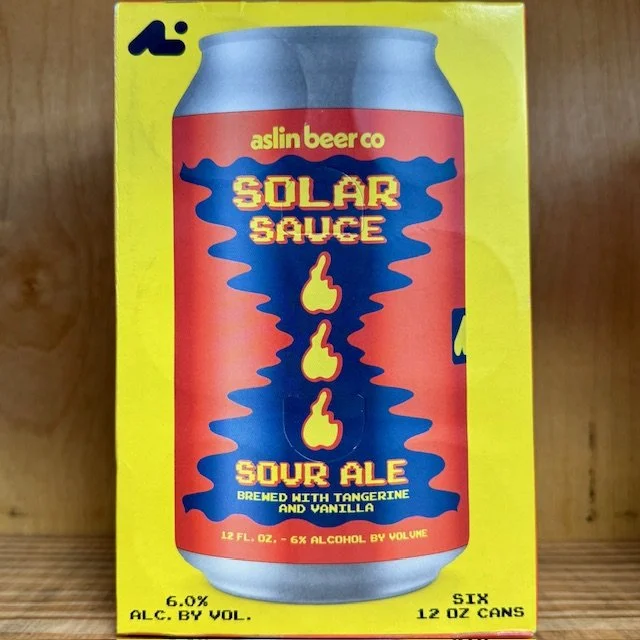 aslin beer co
SOLAR
SAUCE
SOUR ALE
BREWED WITH TANGERINE
AND VANILLA
12 FL. OZ. - 6% ALCOHOL BY VOLUME
6.0%
ALC. BY VOL.
SIX
12 OZ CANS